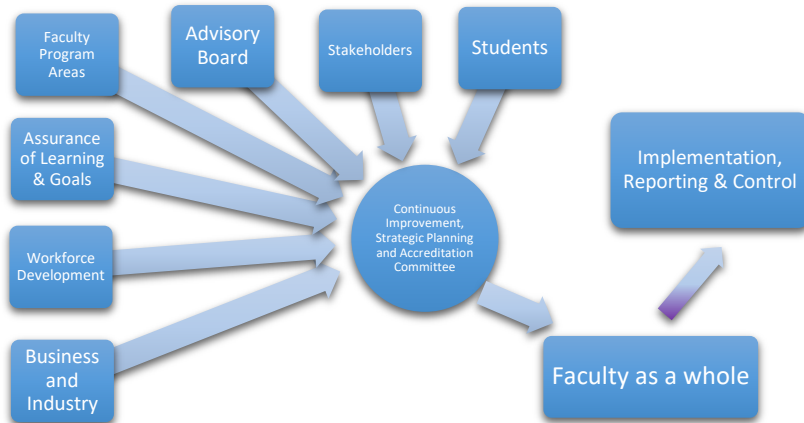 Faculty
Program
Areas
Advisory
Board
Stakeholders
Students
Assurance
of Learning
& Goals
Workforce
Development
Business
and
Industry
Continuous
Improvement,
Strategic Planning
and Accreditation
Committee
Implementation,
Reporting & Control
Faculty as a whole